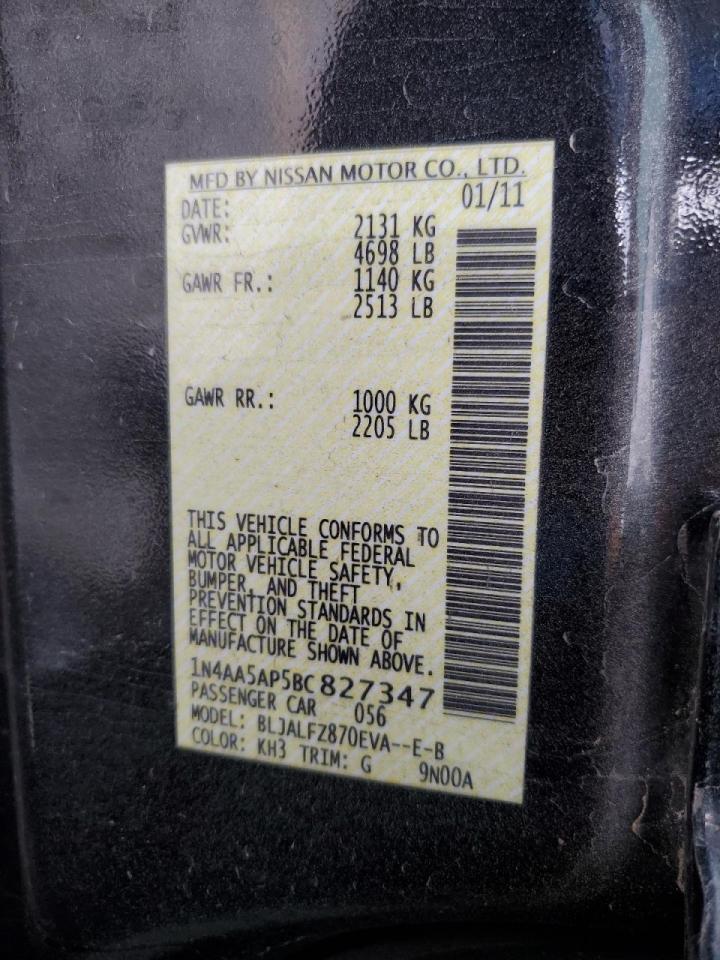 MFD BY NISSAN MOTOR CO., LTD.
DATE: 01/11
GVWR: 2131 KG
4698 LB
GAWR FR.: 1140 KG
2513 LB
GAWR RR.: 1000 KG
2205 LB
THIS VEHICLE CONFORMS TO
ALL APPLICABLE FEDERAL
MOTOR VEHICLE SAFETY,
BUMPER, AND THEFT
PREVENTION STANDARDS IN
EFFECT ON THE DATE OF
MANUFACTURE SHOWN ABOVE.
1N4AA5AP5BC827347
PASSENGER CAR 056
MODEL: BLJALFZ870EVA--E-B
COLOR: KH3 TRIM: G 9N00A